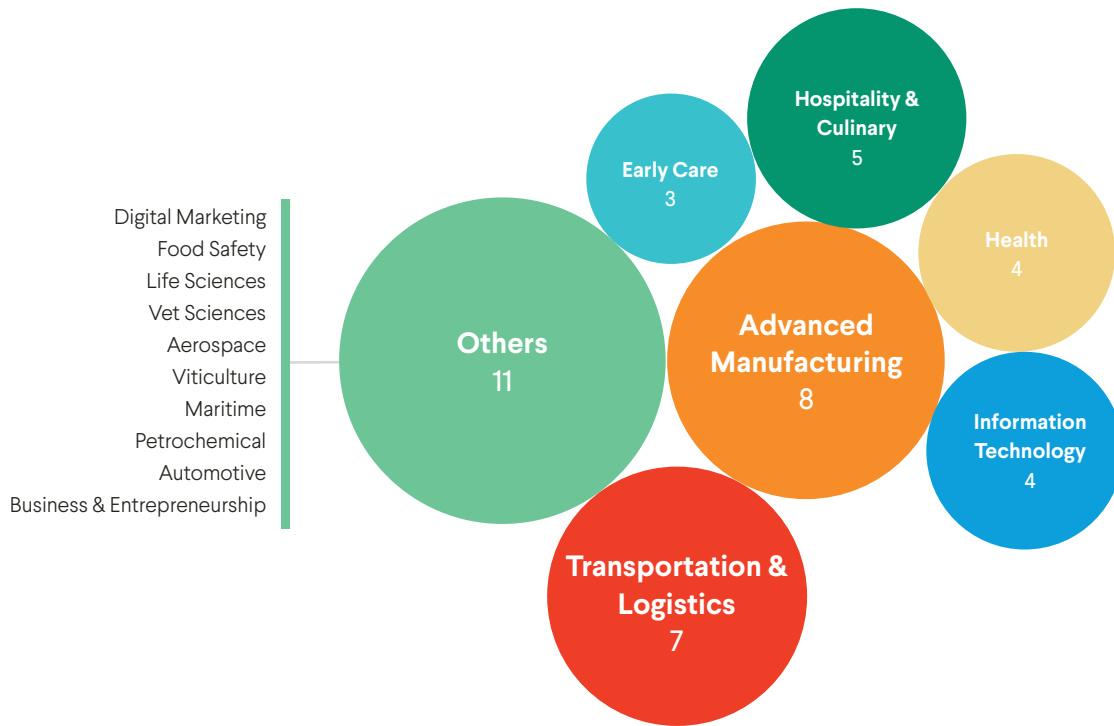 Digital Marketing
Food Safety
Life Sciences
Vet Sciences
Aerospace
Viticulture
Maritime
Petrochemical
Automotive
Business & Entrepreneurship
Others
11
Early Care
3
Hospitality &
Culinary
5
Health
4
Advanced
Manufacturing
8
Information
Technology
4
Transportation &
Logistics
7